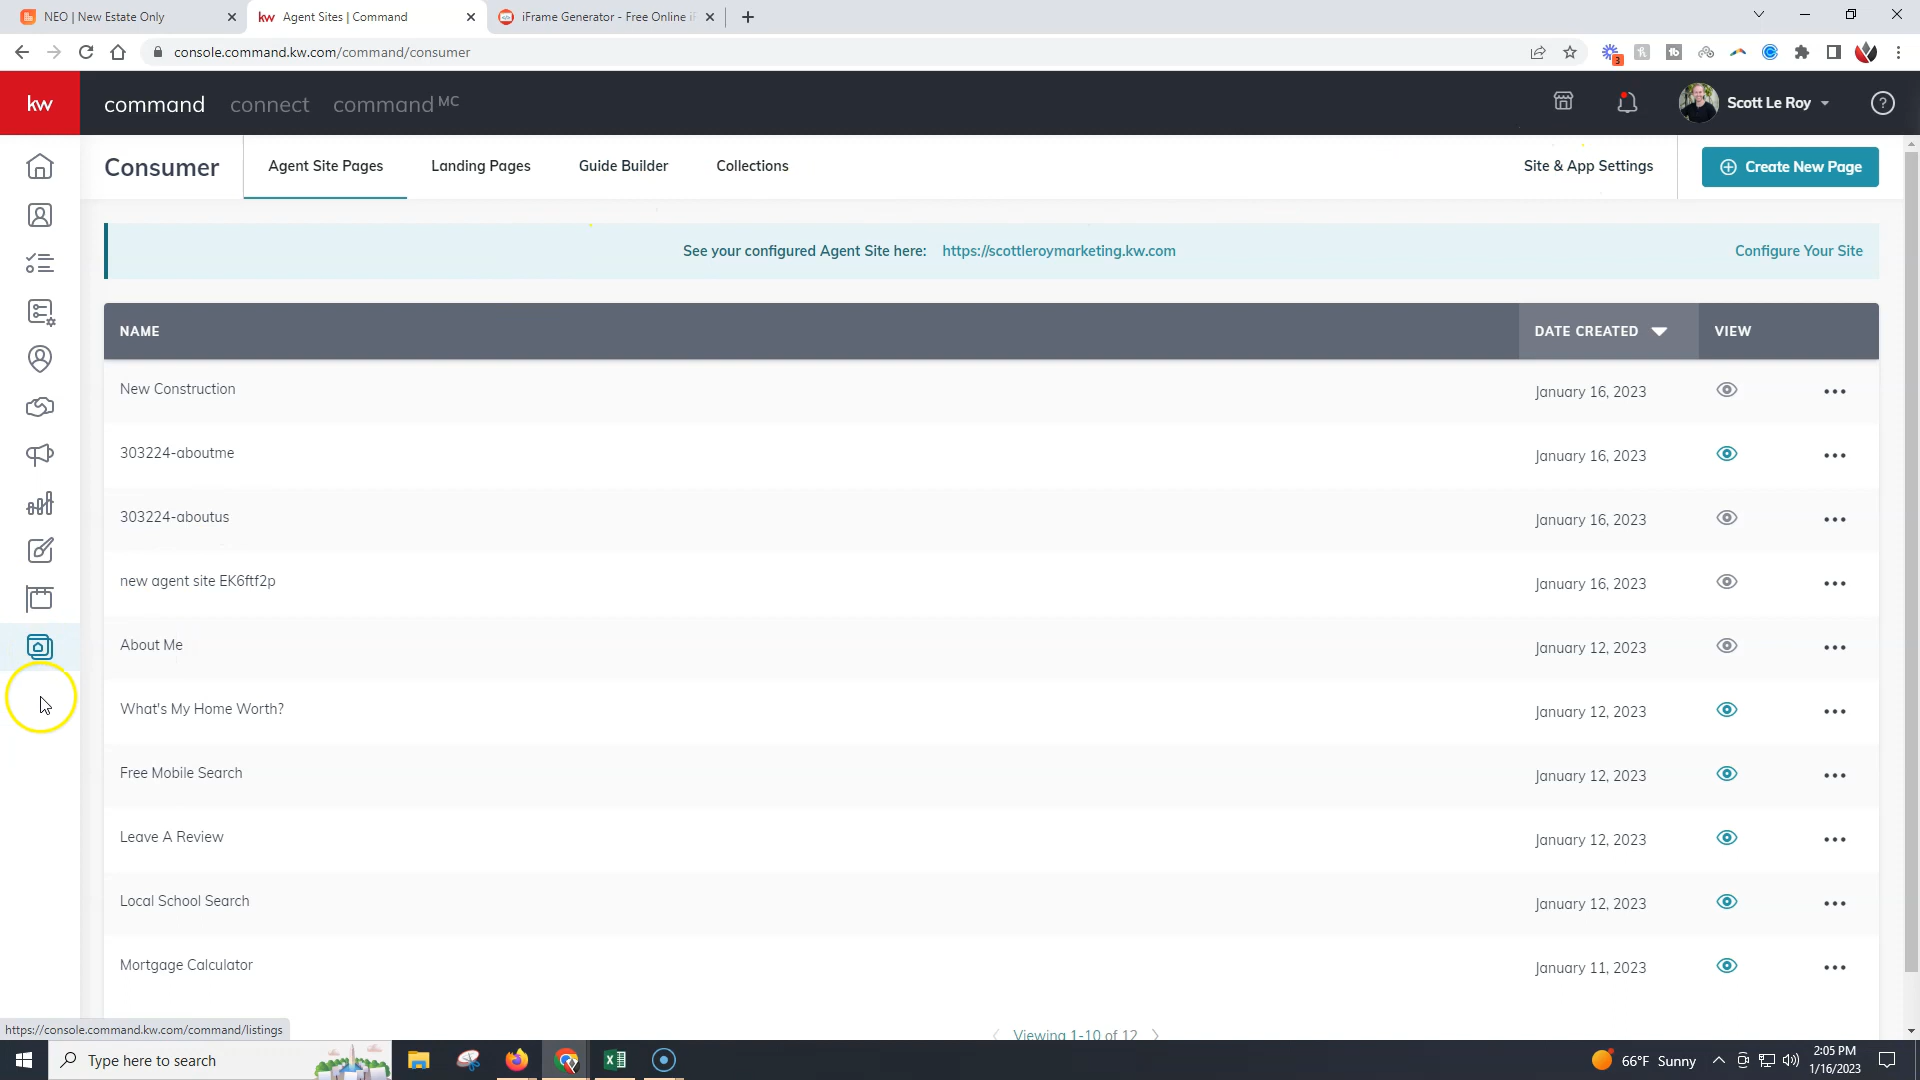 NEO | New Estate Only
Agent Sites | Command
iFrame Generator - Free Online i
console.command.kw.com/command/consumer
3
kw
command
connect
command MC
Scott Le Roy
Consumer
Agent Site Pages
Landing Pages
Guide Builder
Collections
Site & App Settings
Create New Page
See your configured Agent Site here: https://scottleroymarketing.kw.com
Configure Your Site
NAME
DATE CREATED
VIEW
New Construction
January 16, 2023
303224-aboutme
January 16, 2023
303224-aboutus
January 16, 2023
new agent site EK6ftf2p
January 16, 2023
About Me
January 12, 2023
What's My Home Worth?
January 12, 2023
Free Mobile Search
January 12, 2023
Leave A Review
January 12, 2023
Local School Search
January 12, 2023
Mortgage Calculator
January 11, 2023
Viewing 1-10 of 12
https://console.command.kw.com/command/listings
Type here to search
66°F Sunny
2:05 PM
1/16/2023